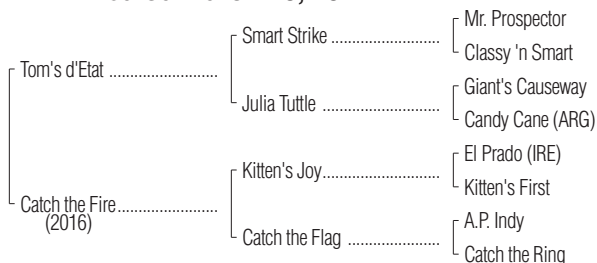 Mr. Prospector
Smart Strike ............................
Classy 'n Smart
Tom's d'Etat ............................
Giant's Causeway
Julia Tuttle ..............................
Candy Cane (ARG)
El Prado (IRE)
Kitten's Joy..............................
Kitten's First
Catch the Fire..........................
(2016)
A.P. Indy
Catch the Flag .......................
Catch the Ring